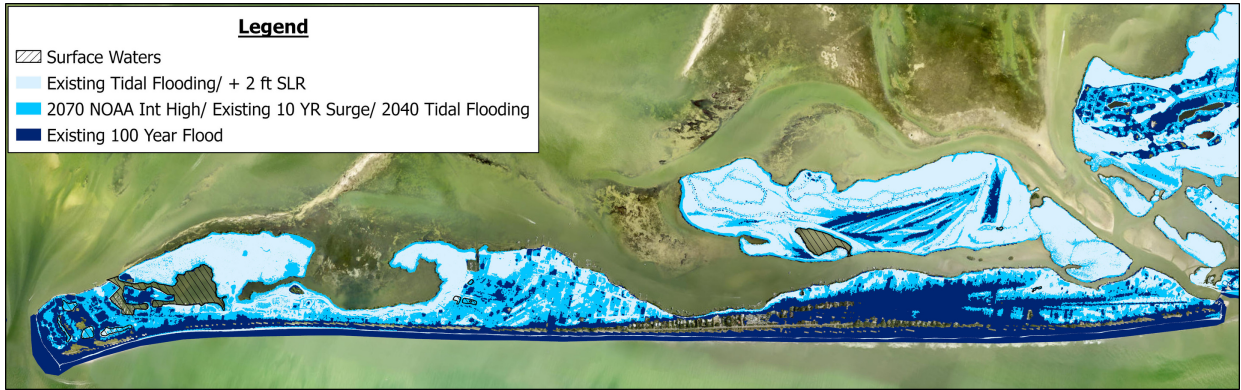 Legend
Surface Waters
Existing Tidal Flooding/ + 2 ft SLR
2070 NOAA Int High/ Existing 10 YR Surge/ 2040 Tidal Flooding
Existing 100 Year Flood